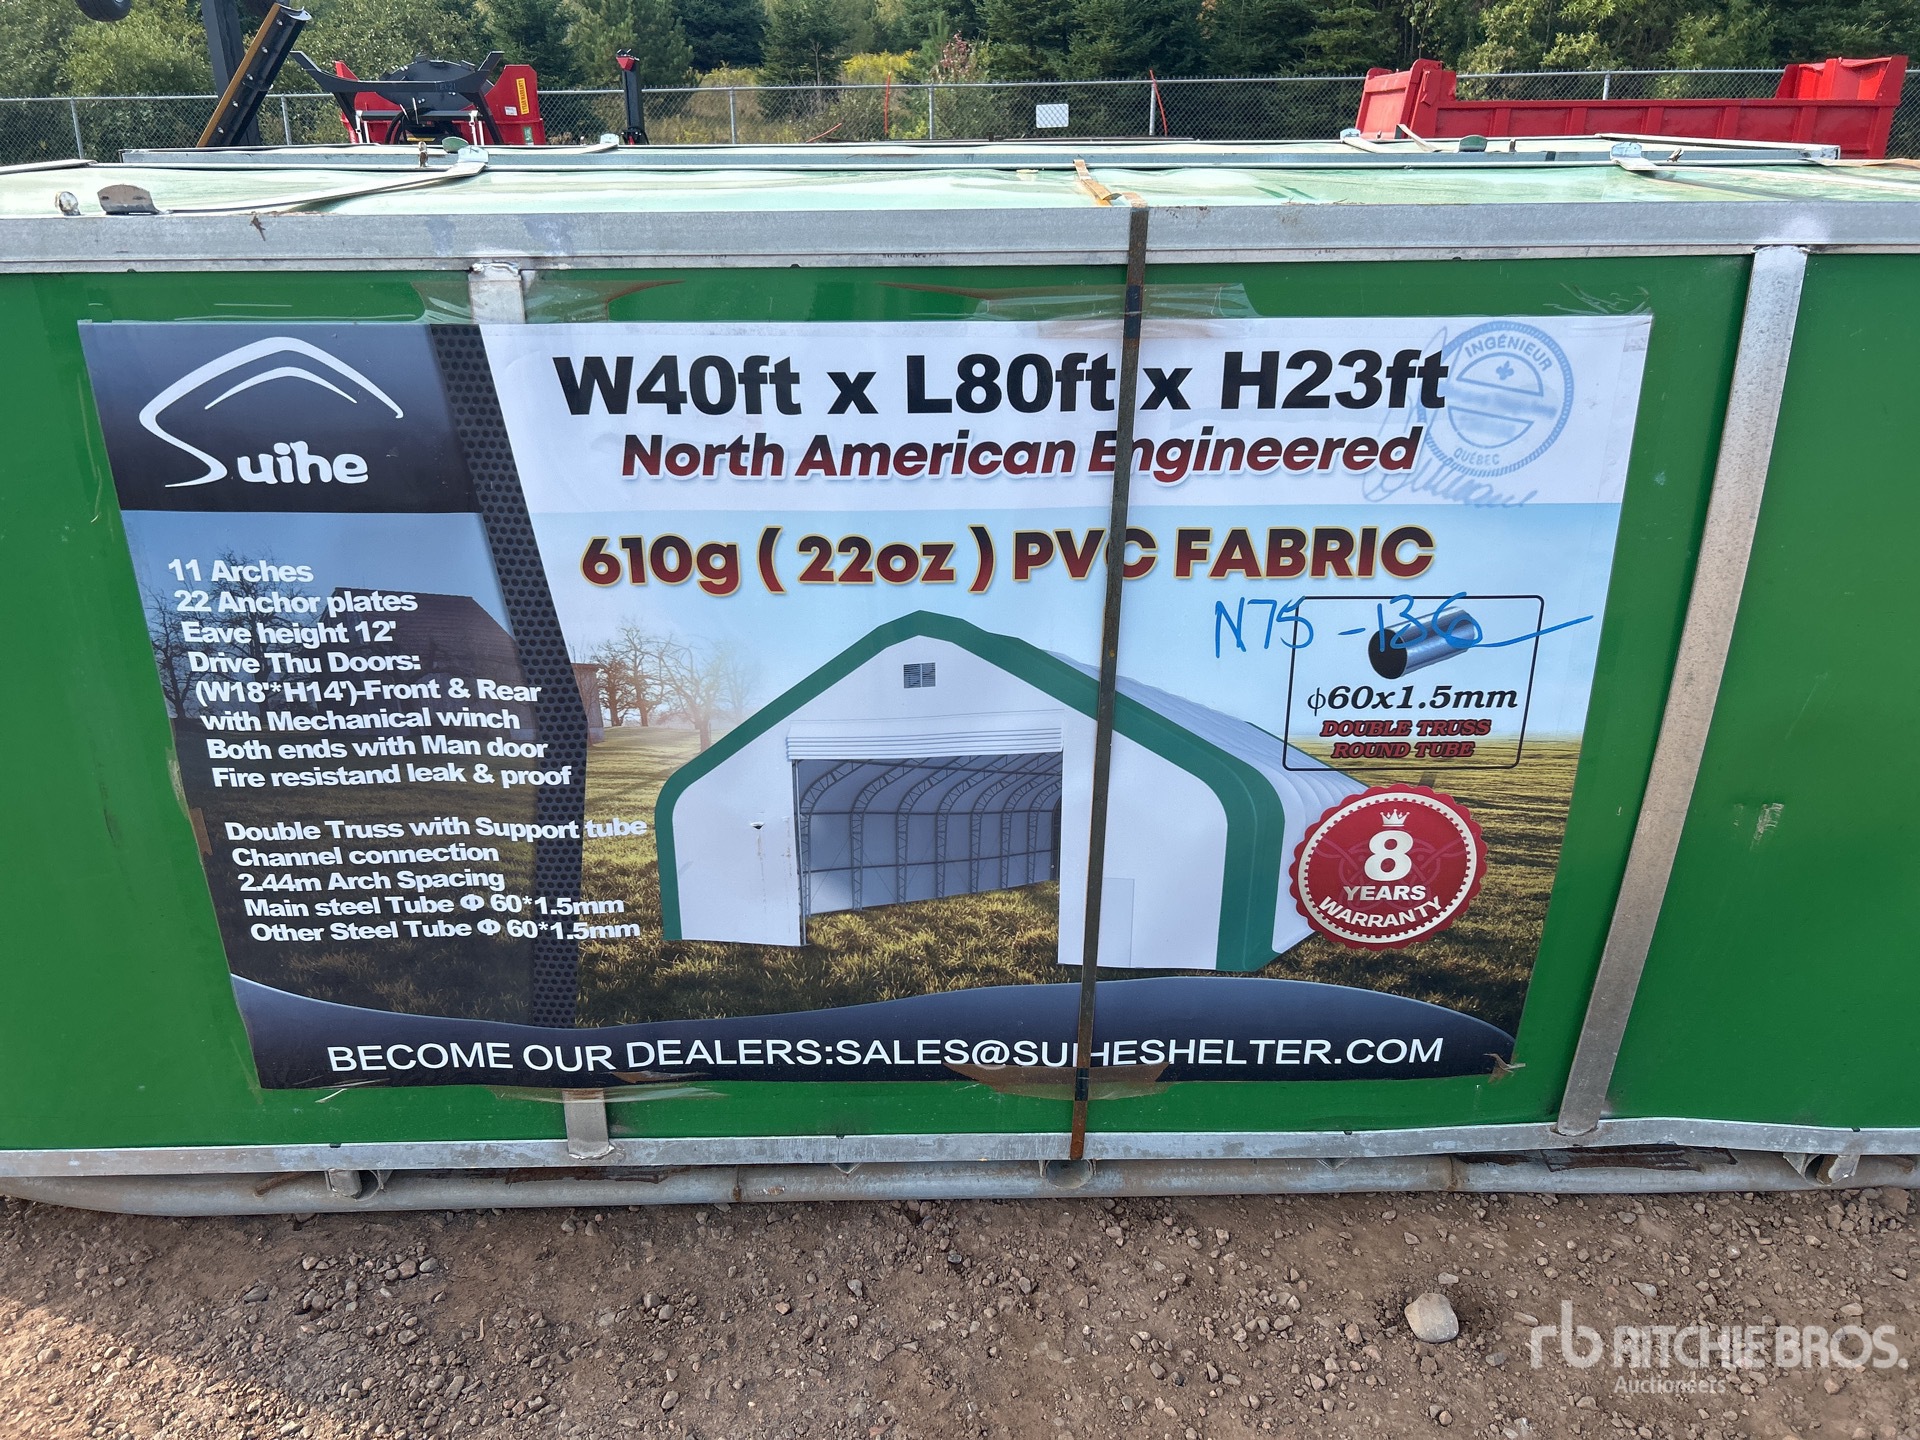 Suihe
W40ft x L80ft x H23ft
North American Engineered
INGÉNIEUR
QUÉBEC
610g ( 22oz ) PVC FABRIC
11 Arches
22 Anchor plates
Eave height 12'
Drive Thu Doors:
(W18'*H14')-Front & Rear
with Mechanical winch
Both ends with Man door
Fire resistand leak & proof
Double Truss with Support tube
Channel connection
2.44m Arch Spacing
Main steel Tube Φ 60*1.5mm
Other Steel Tube Φ 60*1.5mm
N75-136
ϕ60x1.5mm
DOUBLE TRUSS
ROUND TUBE
8
YEARS
WARRANTY
BECOME OUR DEALERS:SALES@SUIHESHELTER.COM
rb RITCHIE BROS.
Auctioneers